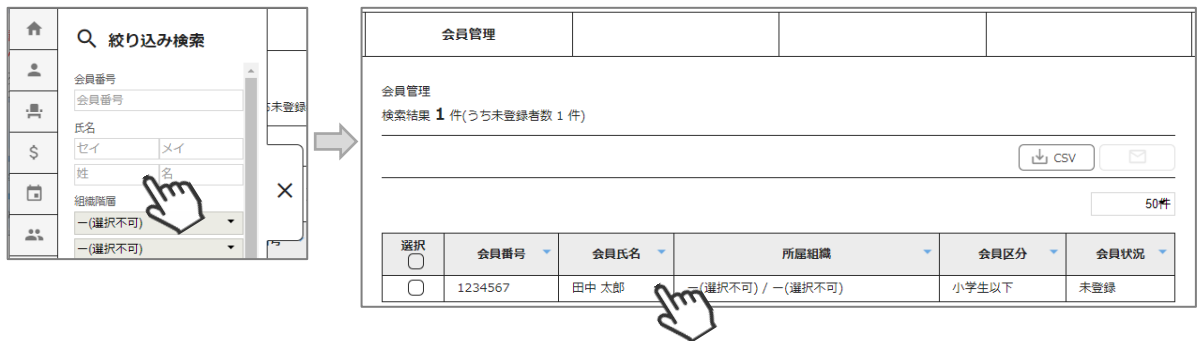 絞り込み検索
会員番号
会員番号
氏名
セイ メイ
姓 名
組織階層
ー(選択不可)
ー(選択不可)
未登録
会員管理
会員管理
検索結果 1 件(うち未登録者数 1 件)
CSV
50件
選択 会員番号 会員氏名 所属組織 会員区分 会員状況
1234567 田中 太郎 ー(選択不可) / ー(選択不可) 小学生以下 未登録